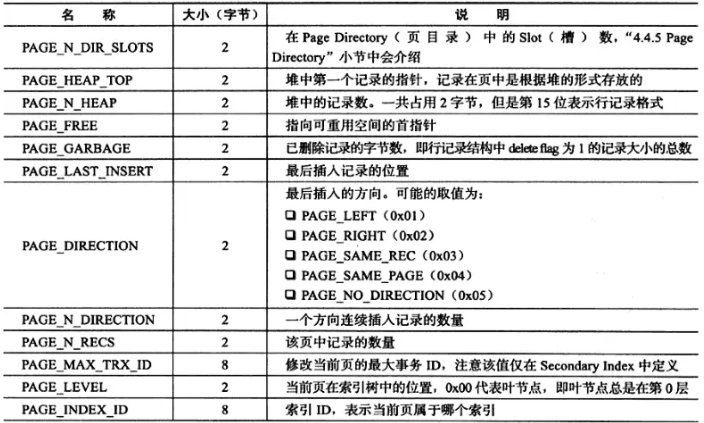 名 称 大小（字节） 说 明
PAGE_N_DIR_SLOTS 2 在 Page Directory（页目录）中的 Slot（槽）数，“4.4.5 Page
Directory”小节中会介绍
PAGE_HEAP_TOP 2 堆中第一个记录的指针，记录在页中是根据堆的形式存放的
PAGE_N_HEAP 2 堆中的记录数。一共占用 2 字节，但是第 15 位表示行记录格式
PAGE_FREE 2 指向可重用空间的首指针
PAGE_GARBAGE 2 已删除记录的字节数，即行记录结构中 delete flag 为 1 的记录大小的总数
PAGE_LAST_INSERT 2 最后插入记录的位置
PAGE_DIRECTION 2 最后插入的方向。可能的取值为：
❑ PAGE_LEFT（0x01）
❑ PAGE_RIGHT（0x02）
❑ PAGE_SAME_REC（0x03）
❑ PAGE_SAME_PAGE（0x04）
❑ PAGE_NO_DIRECTION（0x05）
PAGE_N_DIRECTION 2 一个方向连续插入记录的数量
PAGE_N_RECS 2 该页中记录的数量
PAGE_MAX_TRX_ID 8 修改当前页的最大事务 ID，注意该值仅在 Secondary Index 中定义
PAGE_LEVEL 2 当前页在索引树中的位置，0x00 代表叶节点，即叶节点总是在第 0 层
PAGE_INDEX_ID 8 索引 ID，表示当前页属于哪个索引